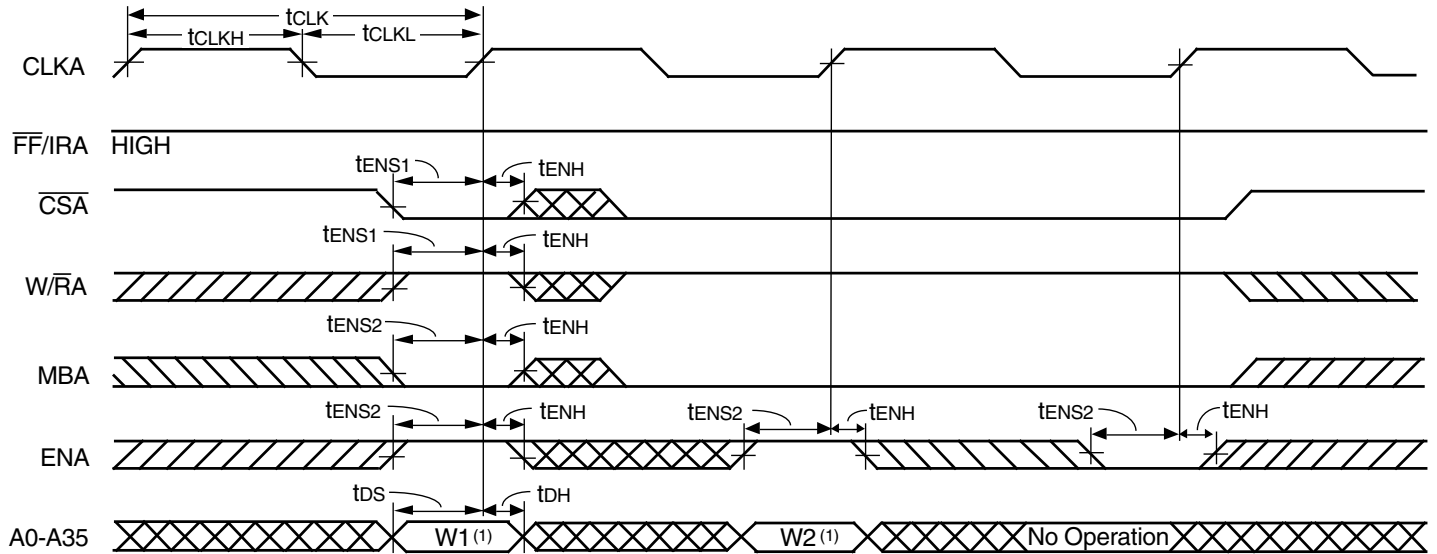 tCLK
tCLKH tCLKL
CLKA
FF/IRA HIGH
tENS1 tENH
CSA
tENS1 tENH
W/RA
tENS2 tENH
MBA
tENS2 tENH tENS2 tENH tENS2 tENH
ENA
tDS tDH
A0-A35 W1(1) W2(1) No Operation